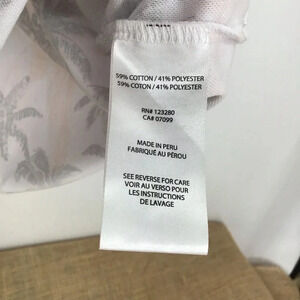 59% COTTON / 41% POLYESTER
59% COTON / 41% POLYESTER
RN# 123280
CA# 07099
MADE IN PERU
FABRIQUÉ AU PÉROU
SEE REVERSE FOR CARE
VOIR AU VERSO POUR
LES INSTRUCTIONS
DE LAVAGE